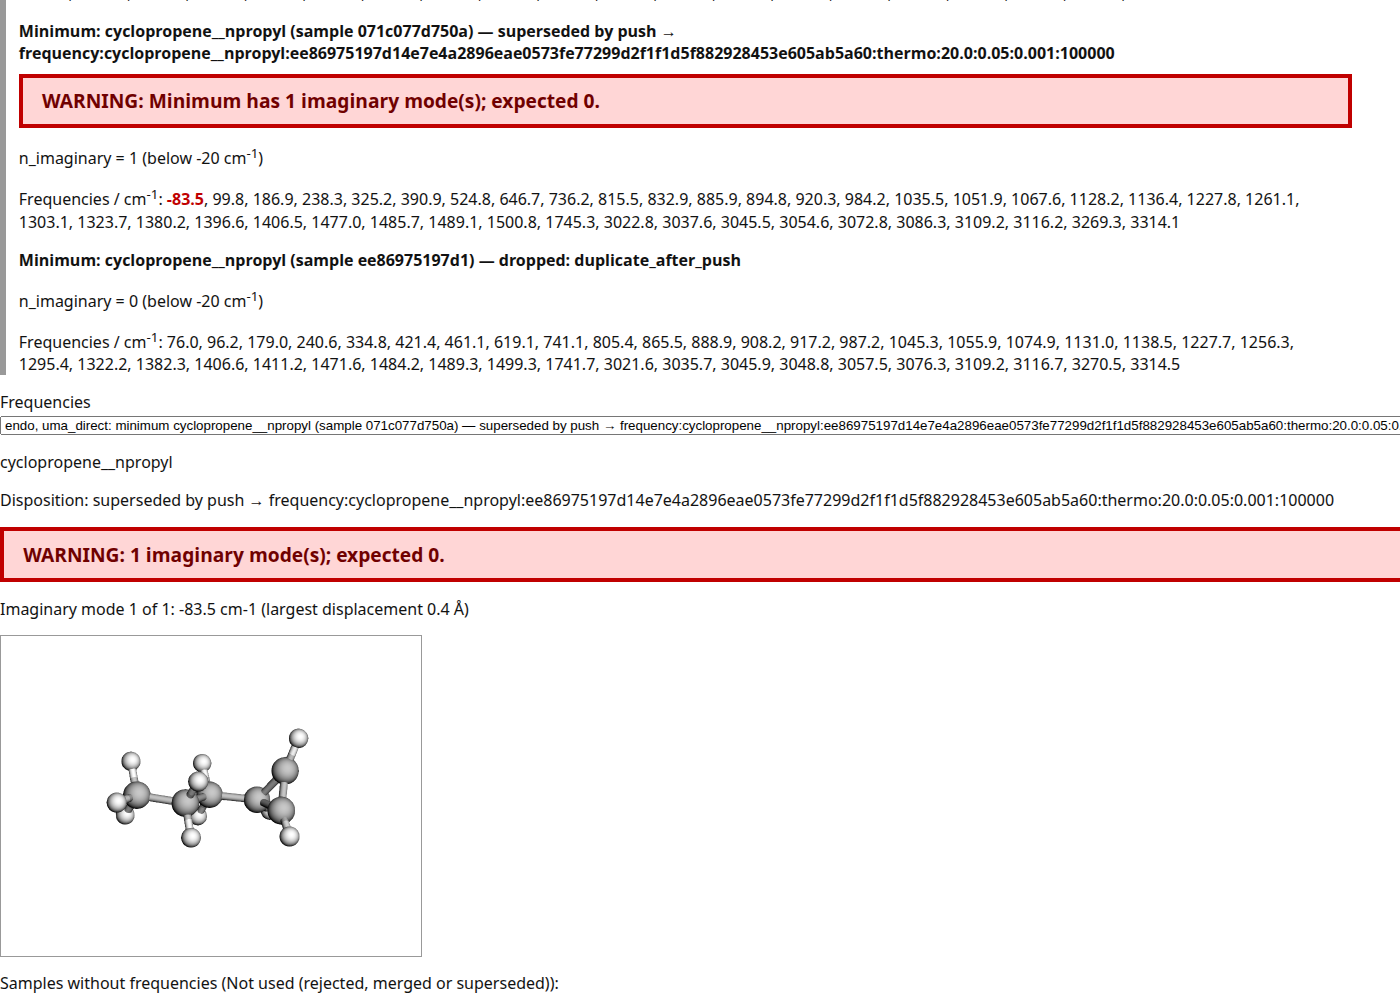 Minimum: cyclopropene__npropyl (sample 071c077d750a) — superseded by push →
frequency:cyclopropene__npropyl:ee86975197d14e7e4a2896eae0573fe77299d2f1f1d5f882928453e605ab5a60:thermo:20.0:0.05:0.001:100000
WARNING: Minimum has 1 imaginary mode(s); expected 0.
n_imaginary = 1 (below -20 cm-1)
Frequencies / cm-1: -83.5, 99.8, 186.9, 238.3, 325.2, 390.9, 524.8, 646.7, 736.2, 815.5, 832.9, 885.9, 894.8, 920.3, 984.2, 1035.5, 1051.9, 1067.6, 1128.2, 1136.4, 1227.8, 1261.1,
1303.1, 1323.7, 1380.2, 1396.6, 1406.5, 1477.0, 1485.7, 1489.1, 1500.8, 1745.3, 3022.8, 3037.6, 3045.5, 3054.6, 3072.8, 3086.3, 3109.2, 3116.2, 3269.3, 3314.1
Minimum: cyclopropene__npropyl (sample ee86975197d1) — dropped: duplicate_after_push
n_imaginary = 0 (below -20 cm-1)
Frequencies / cm-1: 76.0, 96.2, 179.0, 240.6, 334.8, 421.4, 461.1, 619.1, 741.1, 805.4, 865.5, 888.9, 908.2, 917.2, 987.2, 1045.3, 1055.9, 1074.9, 1131.0, 1138.5, 1227.7, 1256.3,
1295.4, 1322.2, 1382.3, 1406.6, 1411.2, 1471.6, 1484.2, 1489.3, 1499.3, 1741.7, 3021.6, 3035.7, 3045.9, 3048.8, 3057.5, 3076.3, 3109.2, 3116.7, 3270.5, 3314.5
Frequencies
endo, uma_direct: minimum cyclopropene__npropyl (sample 071c077d750a) — superseded by push → frequency:cyclopropene__npropyl:ee86975197d14e7e4a2896eae0573fe77299d2f1f1d5f882928453e605ab5a60:thermo:20.0:0.05:0
cyclopropene__npropyl
Disposition: superseded by push → frequency:cyclopropene__npropyl:ee86975197d14e7e4a2896eae0573fe77299d2f1f1d5f882928453e605ab5a60:thermo:20.0:0.05:0.001:100000
WARNING: 1 imaginary mode(s); expected 0.
Imaginary mode 1 of 1: -83.5 cm-1 (largest displacement 0.4 Å)
Samples without frequencies (Not used (rejected, merged or superseded)):